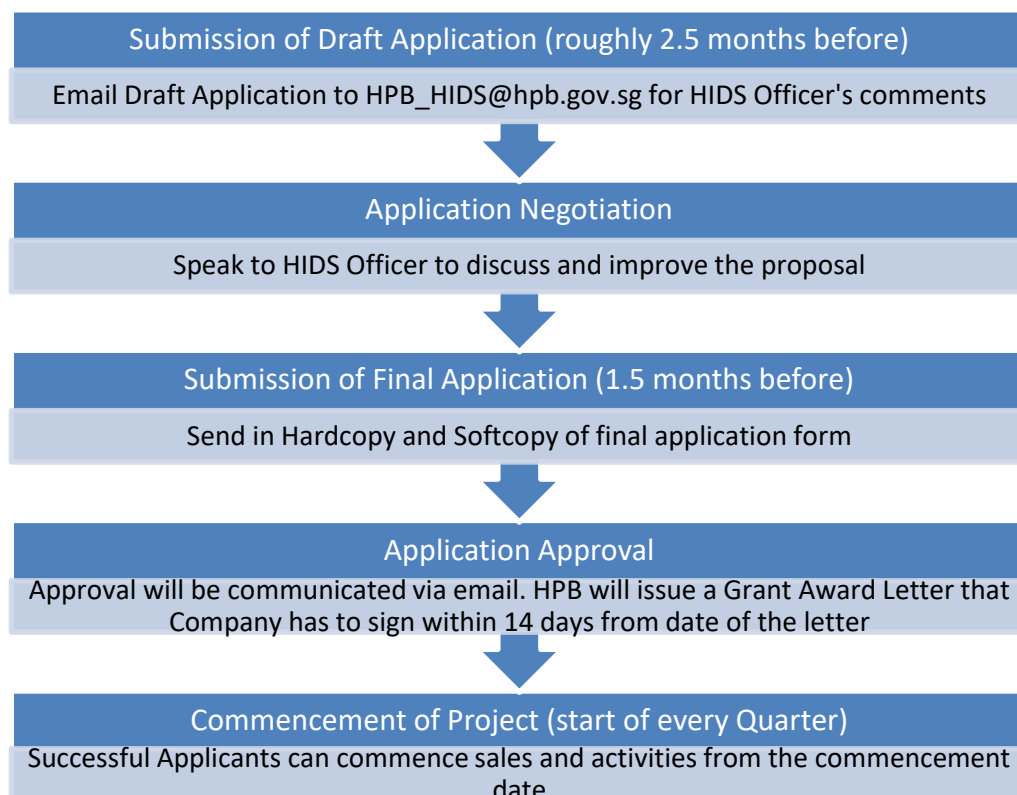 Submission of Draft Application (roughly 2.5 months before)
Email Draft Application to HPB_HIDS@hpb.gov.sg for HIDS Officer's comments
Application Negotiation
Speak to HIDS Officer to discuss and improve the proposal
Submission of Final Application (1.5 months before)
Send in Hardcopy and Softcopy of final application form
Application Approval
Approval will be communicated via email. HPB will issue a Grant Award Letter that
Company has to sign within 14 days from date of the letter
Commencement of Project (start of every Quarter)
Successful Applicants can commence sales and activities from the commencement
date